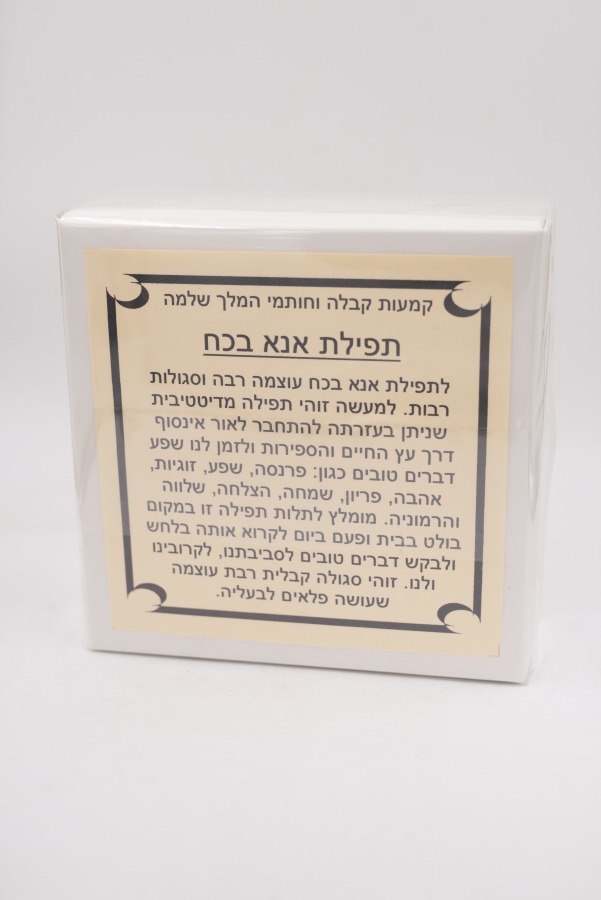 קמעות קבלה וחותמי המלך שלמה
תפילת אנא בכח
לתפילת אנא בכח עוצמה רבה וסגולות
רבות. למעשה זוהי תפילה מדיטטיבית
שניתן בעזרתה להתחבר לאור אינסוף
דרך עץ החיים והספירות ולזמן לנו שפע
דברים טובים כגון: פרנסה, שפע, זוגיות,
אהבה, פריון, שמחה, הצלחה, שלווה
והרמוניה. מומלץ לתלות תפילה זו במקום
בולט בבית ופעם ביום לקרוא אותה בלחש
ולבקש דברים טובים לסביבתנו, לקרובינו
ולנו. זוהי סגולה קבלית רבת עוצמה
שעושה פלאים לבעליה.